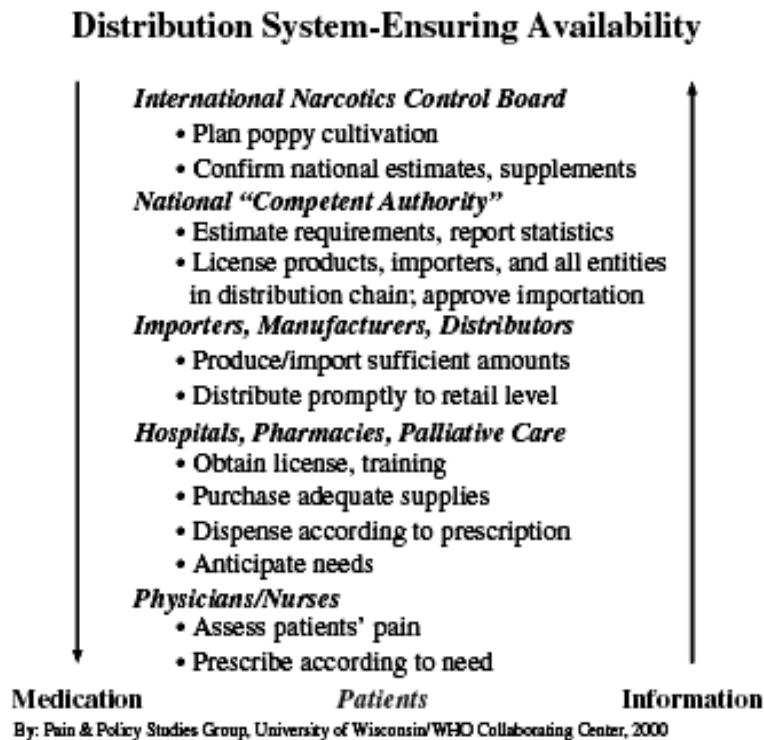 Distribution System-Ensuring Availability
International Narcotics Control Board
• Plan poppy cultivation
• Confirm national estimates, supplements
National “Competent Authority”
• Estimate requirements, report statistics
• License products, importers, and all entities
in distribution chain; approve importation
Importers, Manufacturers, Distributors
• Produce/import sufficient amounts
• Distribute promptly to retail level
Hospitals, Pharmacies, Palliative Care
• Obtain license, training
• Purchase adequate supplies
• Dispense according to prescription
• Anticipate needs
Physicians/Nurses
• Assess patients’ pain
• Prescribe according to need
Medication Patients Information
By: Pain & Policy Studies Group, University of Wisconsin/WHO Collaborating Center, 2000